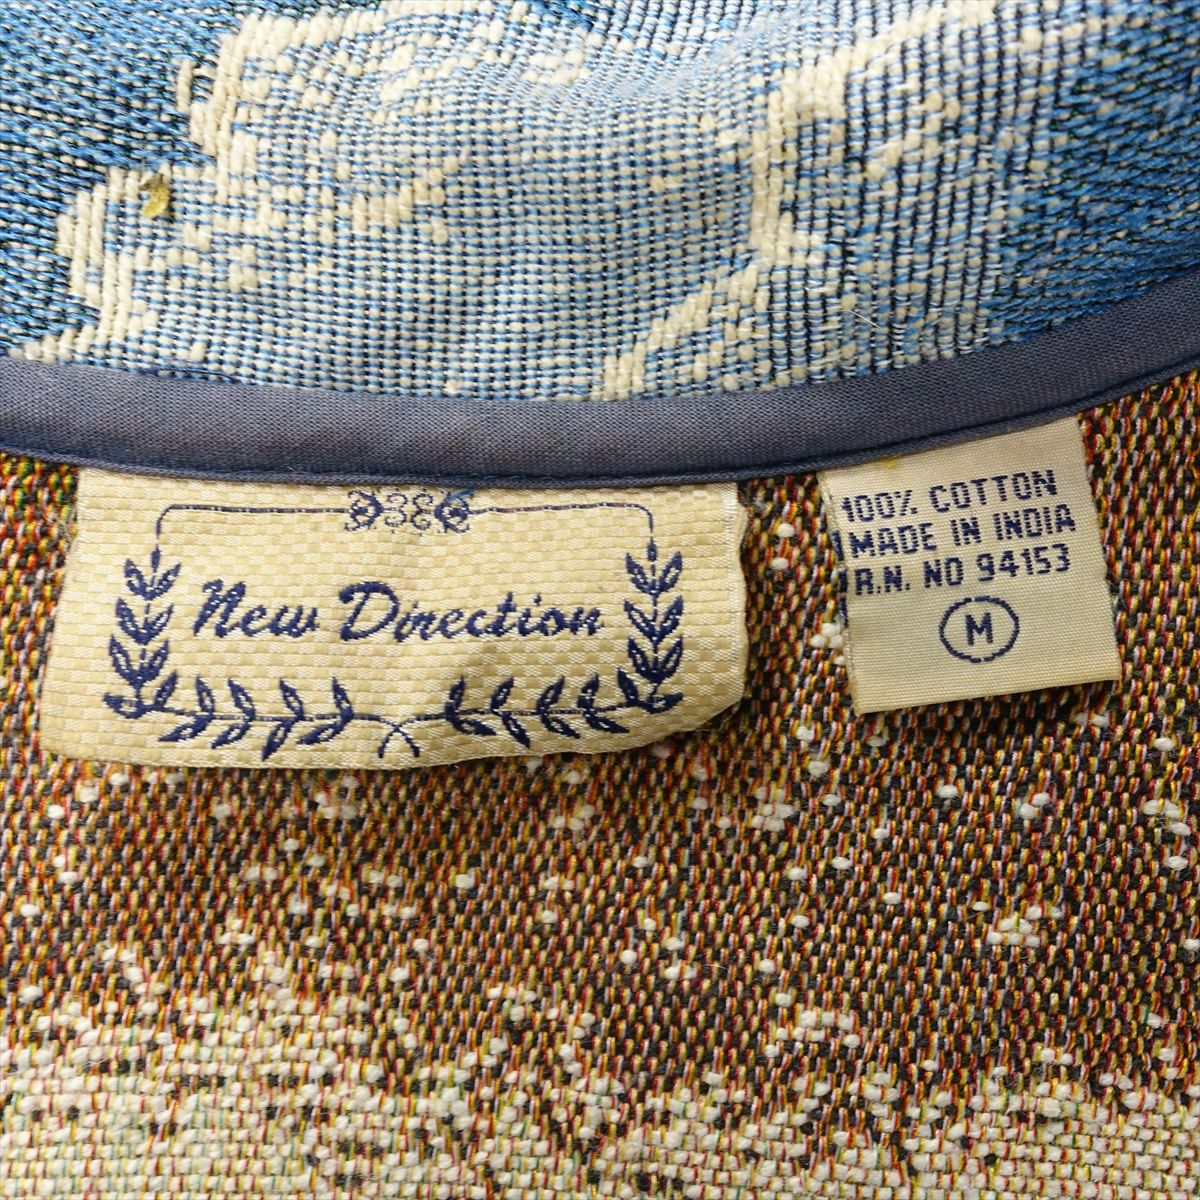 New Direction
100% COTTON
MADE IN INDIA
R.N. NO 94153
M